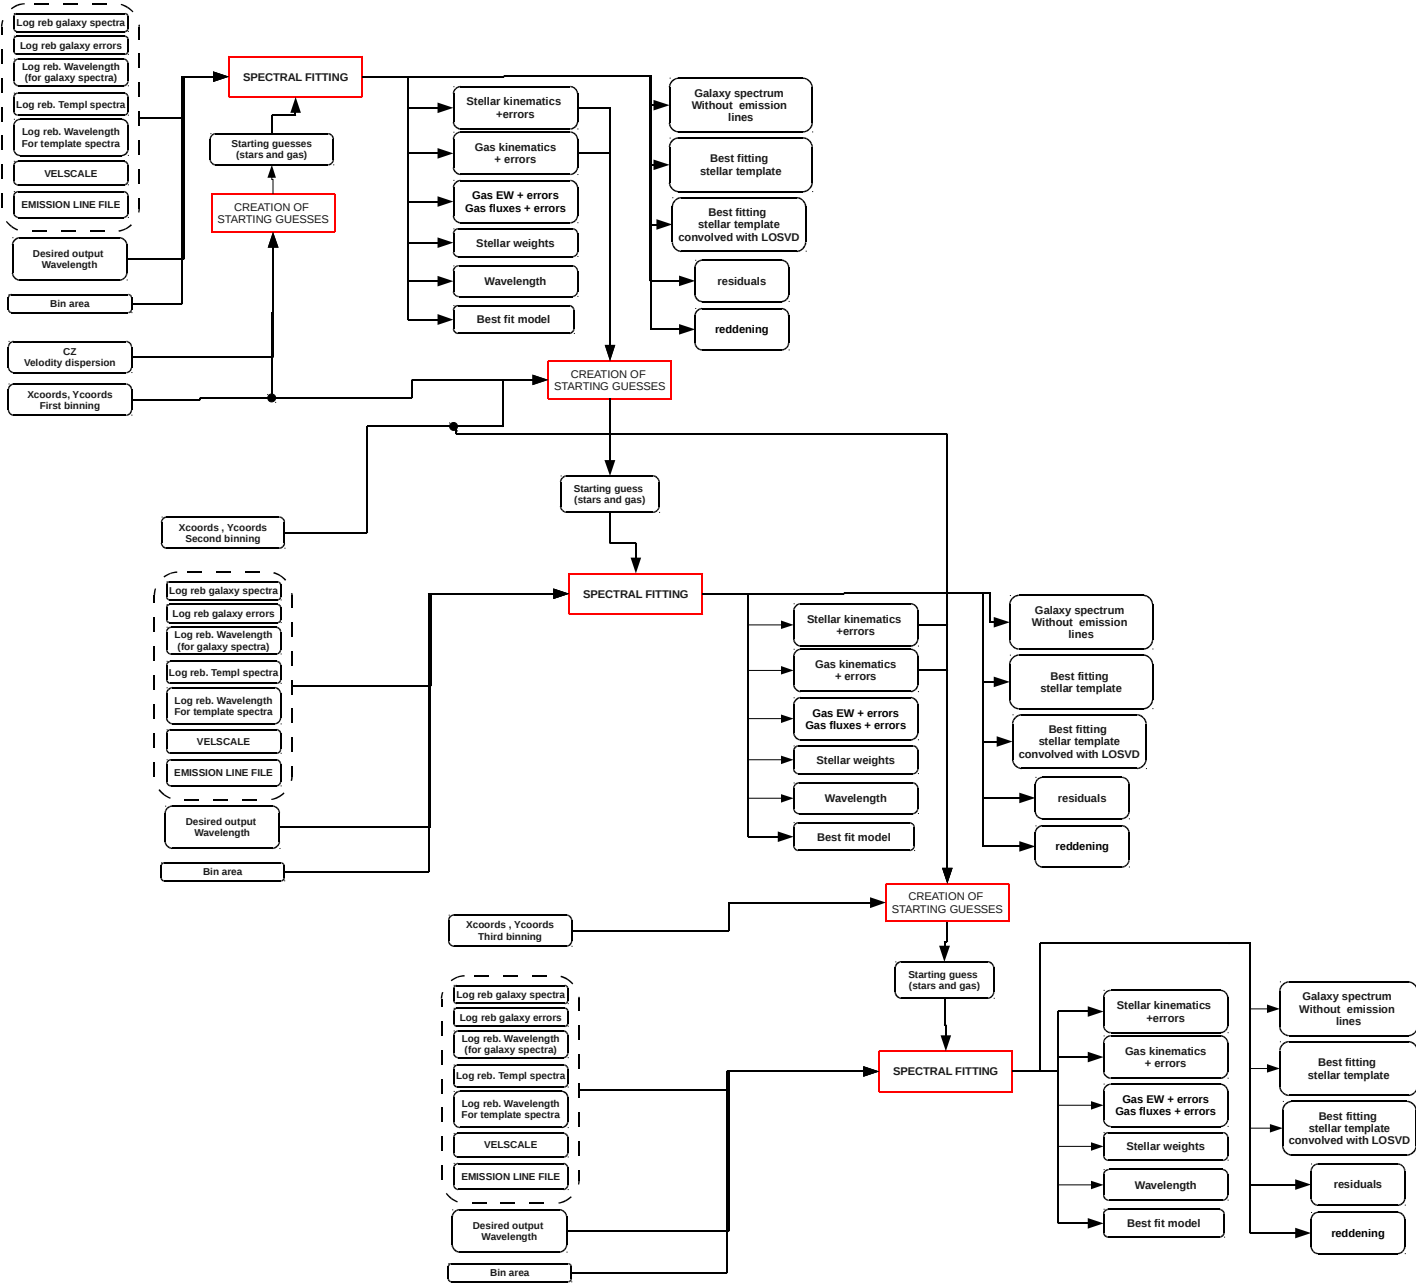 Log reb galaxy spectra
Log reb galaxy errors
Log reb. Wavelength
(for galaxy spectra)
Log reb. Templ spectra
Log reb. Wavelength
For template spectra
VELSCALE
EMISSION LINE FILE
Desired output
Wavelength
Bin area
CZ
Velodity dispersion
Xcoords, Ycoords
First binning
SPECTRAL FITTING
Starting guesses
(stars and gas)
CREATION OF
STARTING GUESSES
Stellar kinematics
+errors
Gas kinematics
+ errors
Gas EW + errors
Gas fluxes + errors
Stellar weights
Wavelength
Best fit model
Galaxy spectrum
Without emission
lines
Best fitting
stellar template
Best fitting
stellar template
convolved with LOSVD
residuals
reddening
CREATION OF
STARTING GUESSES
Starting guess
(stars and gas)
Xcoords , Ycoords
Second binning
Log reb galaxy spectra
Log reb galaxy errors
Log reb. Wavelength
(for galaxy spectra)
Log reb. Templ spectra
Log reb. Wavelength
For template spectra
VELSCALE
EMISSION LINE FILE
Desired output
Wavelength
Bin area
SPECTRAL FITTING
Stellar kinematics
+errors
Gas kinematics
+ errors
Gas EW + errors
Gas fluxes + errors
Stellar weights
Wavelength
Best fit model
Galaxy spectrum
Without emission
lines
Best fitting
stellar template
Best fitting
stellar template
convolved with LOSVD
residuals
reddening
CREATION OF
STARTING GUESSES
Xcoords , Ycoords
Third binning
Starting guess
(stars and gas)
Log reb galaxy spectra
Log reb galaxy errors
Log reb. Wavelength
(for galaxy spectra)
Log reb. Templ spectra
Log reb. Wavelength
For template spectra
VELSCALE
EMISSION LINE FILE
Desired output
Wavelength
Bin area
SPECTRAL FITTING
Stellar kinematics
+errors
Gas kinematics
+ errors
Gas EW + errors
Gas fluxes + errors
Stellar weights
Wavelength
Best fit model
Galaxy spectrum
Without emission
lines
Best fitting
stellar template
Best fitting
stellar template
convolved with LOSVD
residuals
reddening